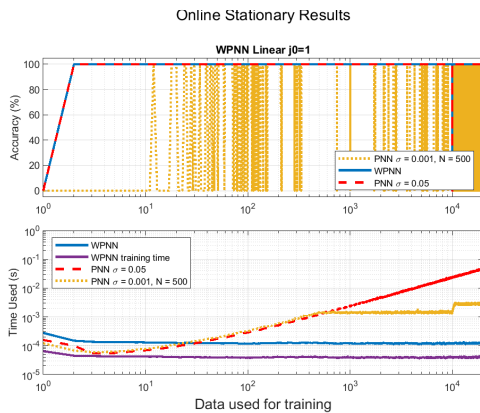 Online Stationary Results
WPNN Linear j0=1
Accuracy (%)
100
80
60
40
20
0
PNN σ = 0.001, N = 500
WPNN
PNN σ = 0.05
10^0
10^1
10^2
10^3
10^4
Time Used (s)
10^0
10^-1
10^-2
10^-3
10^-4
10^-5
WPNN
WPNN training time
PNN σ = 0.05
PNN σ = 0.001, N = 500
10^0
10^1
10^2
10^3
10^4
Data used for training